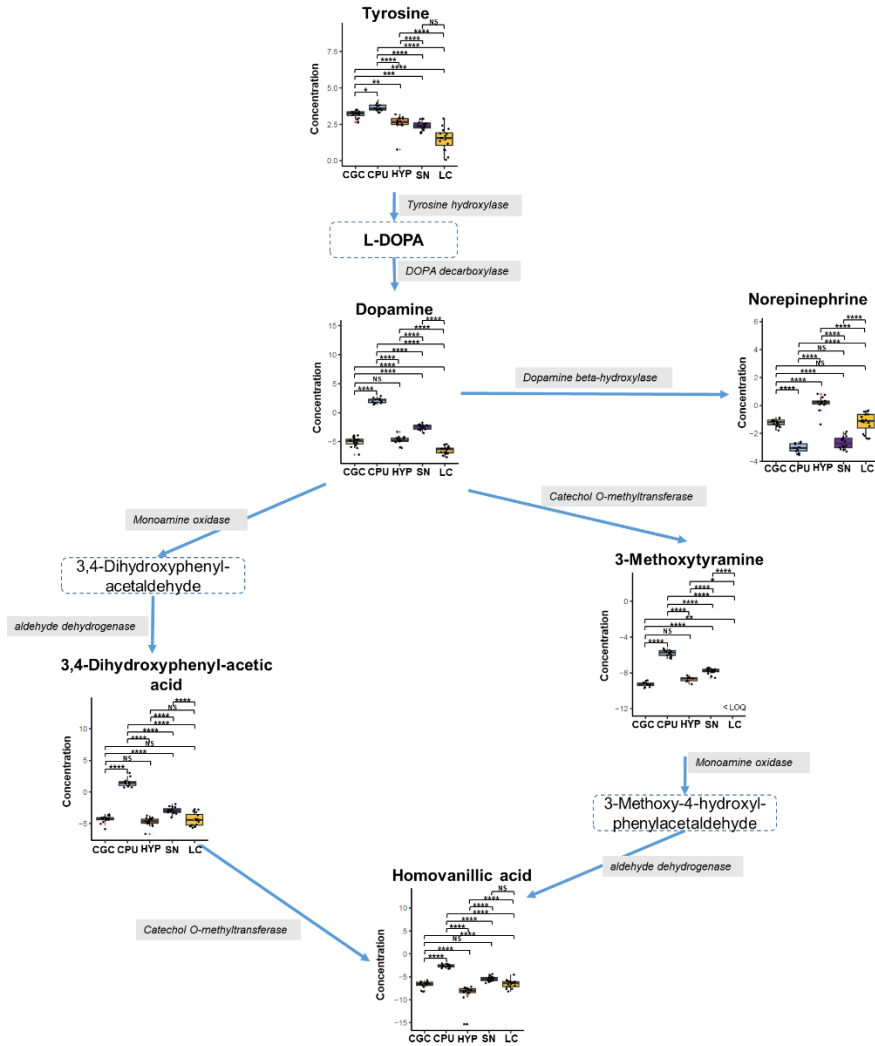 Tyrosine
NS
****
****
****
****
****
****
***
**
*
Concentration
7.5
5.0
2.5
0.0
CGC CPU HYP SN LC
Tyrosine hydroxylase
L-DOPA
DOPA decarboxylase
Dopamine
****
****
****
****
****
****
****
****
NS
****
Concentration
15
10
5
0
−5
CGC CPU HYP SN LC
Dopamine beta-hydroxylase
Norepinephrine
****
****
****
****
NS
****
NS
****
****
****
Concentration
6
4
2
0
−2
−4
CGC CPU HYP SN LC
Monoamine oxidase
Catechol O-methyltransferase
3,4-Dihydroxyphenyl-
acetaldehyde
aldehyde dehydrogenase
3-Methoxytyramine
****
*
****
****
****
****
**
****
NS
****
Concentration
0
−4
−8
−12
< LOQ
CGC CPU HYP SN LC
3,4-Dihydroxyphenyl-acetic
acid
****
NS
****
****
****
****
NS
****
NS
****
Concentration
10
5
0
−5
CGC CPU HYP SN LC
Monoamine oxidase
3-Methoxy-4-hydroxyl-
phenylacetaldehyde
aldehyde dehydrogenase
Catechol O-methyltransferase
Homovanillic acid
NS
****
****
****
****
****
****
NS
****
****
Concentration
10
5
0
−5
−10
−15
CGC CPU HYP SN LC